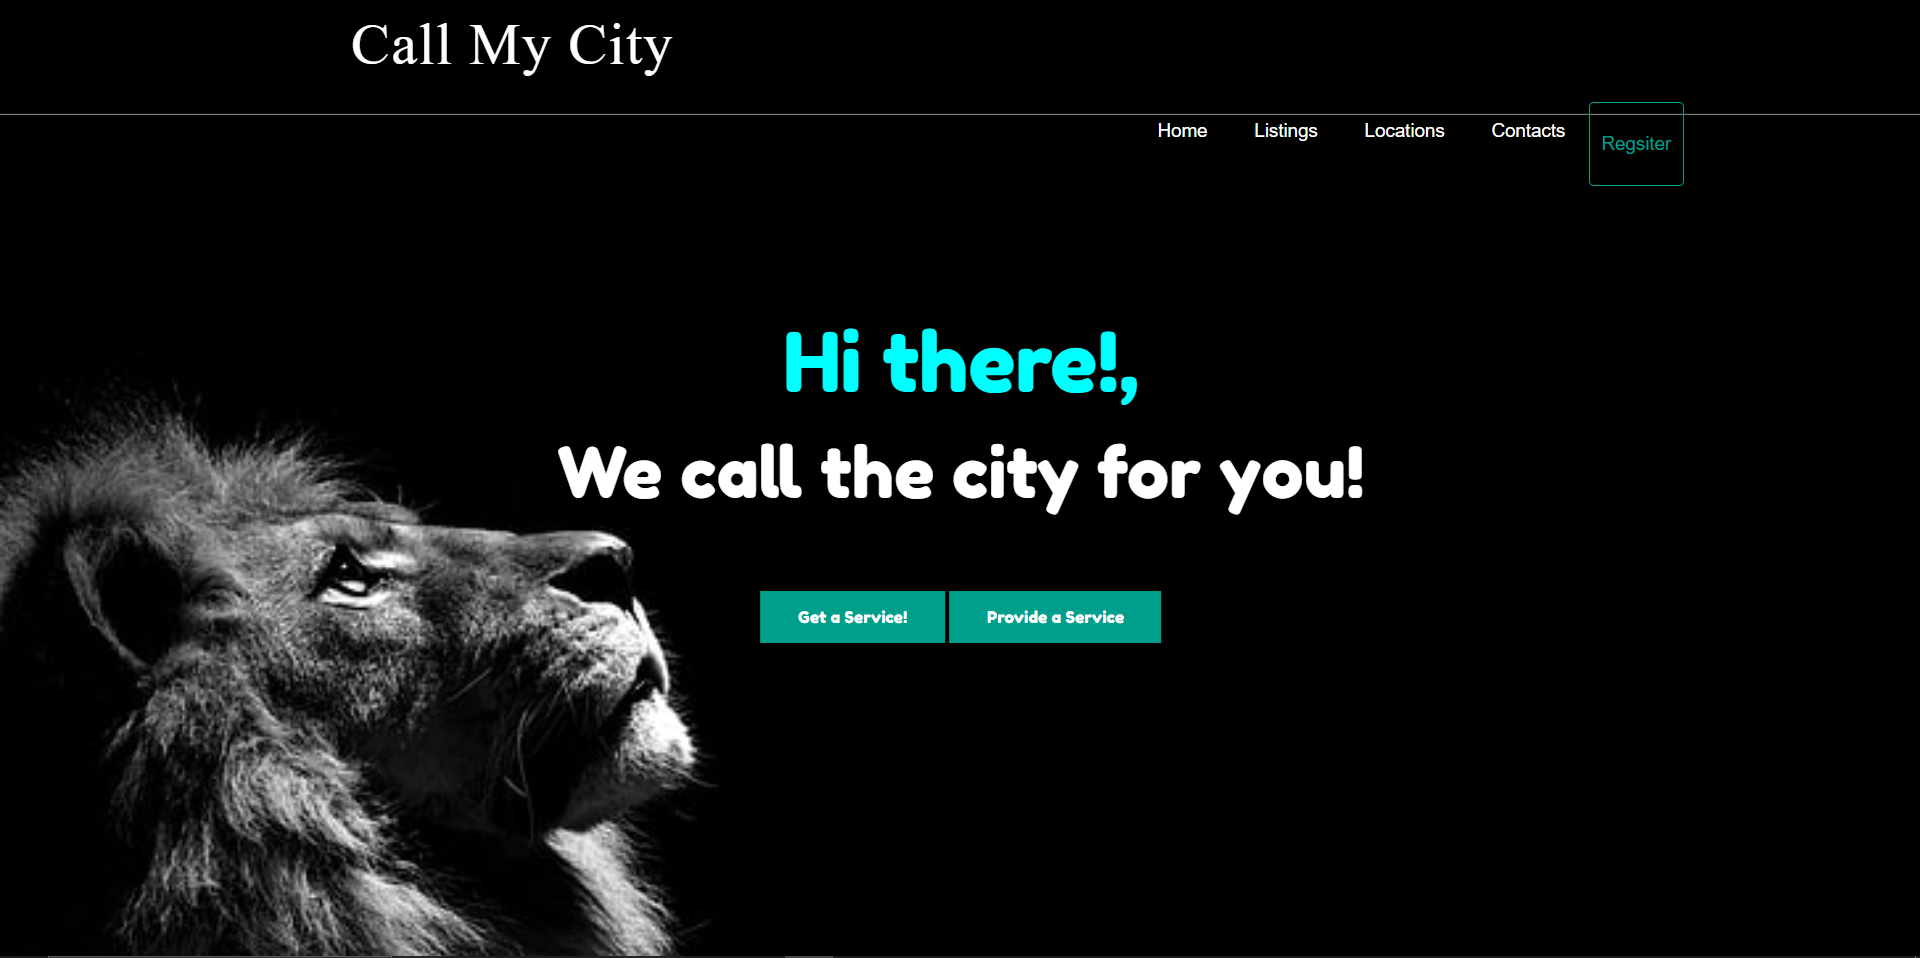 Call My City
Home Listings Locations Contacts Regsiter
Hi there!,
We call the city for you!
Get a Service! Provide a Service